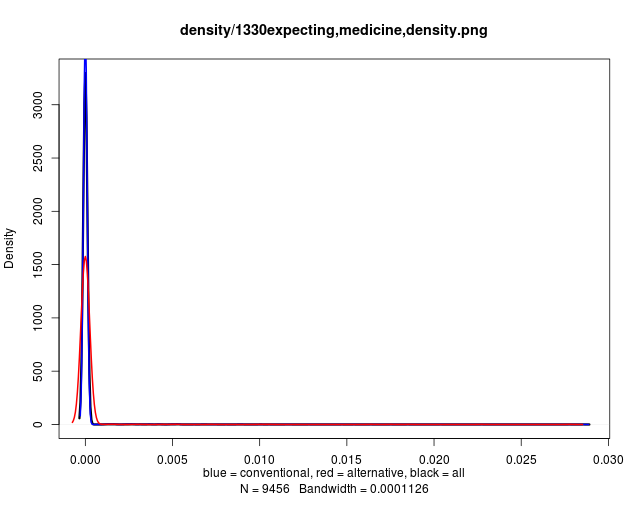 density/1330expecting,medicine,density.png
Density
3000
2500
2000
1500
1000
500
0
0.000 0.005 0.010 0.015 0.020 0.025 0.030
blue = conventional, red = alternative, black = all
N = 9456 Bandwidth = 0.0001126